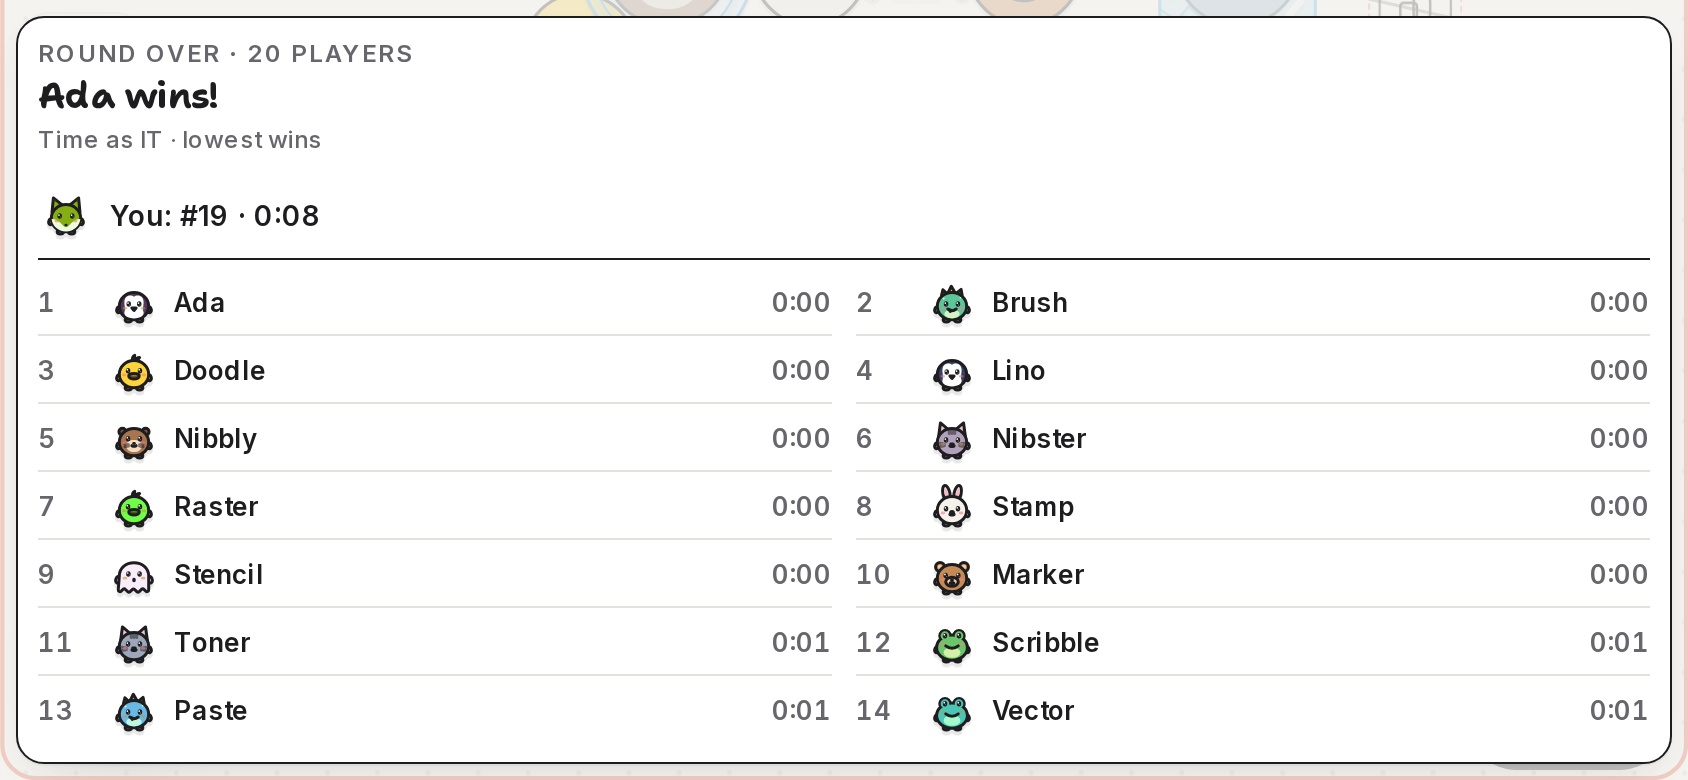 ROUND OVER · 20 PLAYERS
Ada wins!
Time as IT · lowest wins
You: #19 · 0:08
1 Ada 0:00 2 Brush 0:00
3 Doodle 0:00 4 Lino 0:00
5 Nibbly 0:00 6 Nibster 0:00
7 Raster 0:00 8 Stamp 0:00
9 Stencil 0:00 10 Marker 0:00
11 Toner 0:01 12 Scribble 0:01
13 Paste 0:01 14 Vector 0:01